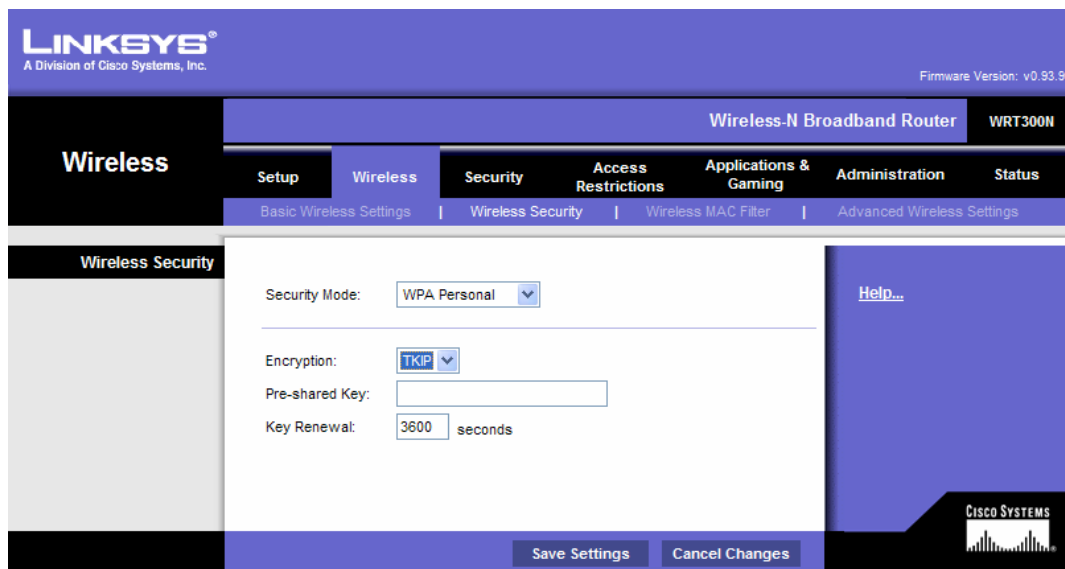 LINKSYS®
A Division of Cisco Systems, Inc.
Firmware Version: v0.93.9
Wireless-N Broadband Router WRT300N
Wireless
Setup Wireless Security Access Restrictions Applications & Gaming Administration Status
Basic Wireless Settings | Wireless Security | Wireless MAC Filter | Advanced Wireless Settings
Wireless Security
Security Mode: WPA Personal
Help...
Encryption: TKIP
Pre-shared Key:
Key Renewal: 3600 seconds
CISCO SYSTEMS
Save Settings Cancel Changes